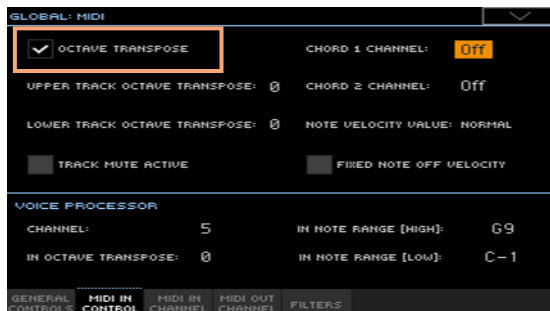 GLOBAL: MIDI
OCTAVE TRANSPOSE CHORD 1 CHANNEL: Off
UPPER TRACK OCTAVE TRANSPOSE: 0 CHORD 2 CHANNEL: Off
LOWER TRACK OCTAVE TRANSPOSE: 0 NOTE VELOCITY VALUE: NORMAL
TRACK MUTE ACTIVE FIXED NOTE OFF VELOCITY
VOICE PROCESSOR
CHANNEL: 5 IN NOTE RANGE [HIGH]: G9
IN OCTAVE TRANSPOSE: 0 IN NOTE RANGE [LOW]: C-1
GENERAL MIDI IN MIDI IN MIDI OUT
CONTROLS CONTROL CHANNEL CHANNEL FILTERS